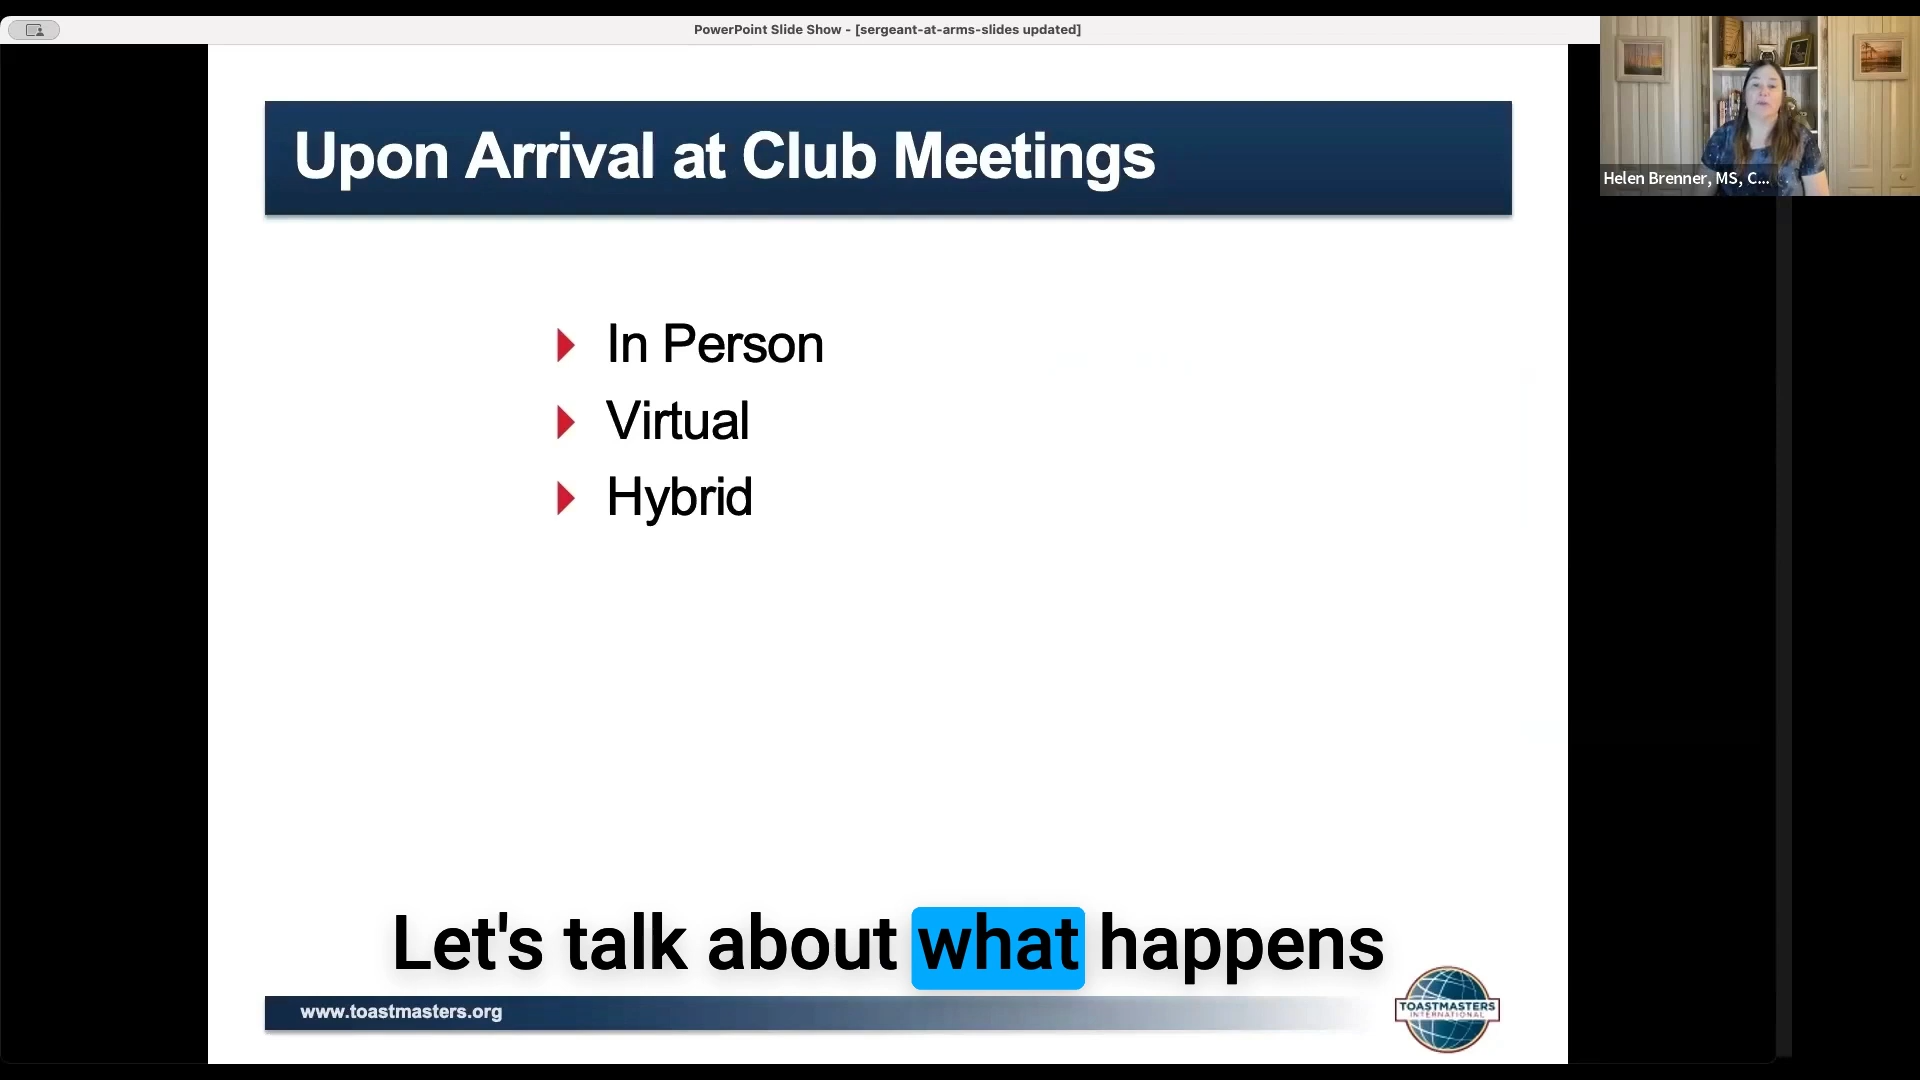 PowerPoint Slide Show - [sergeant-at-arms-slides updated]
Helen Brenner, MS, C...
Upon Arrival at Club Meetings
In Person
Virtual
Hybrid
Let's talk about what happens
www.toastmasters.org
TOASTMASTERS
INTERNATIONAL